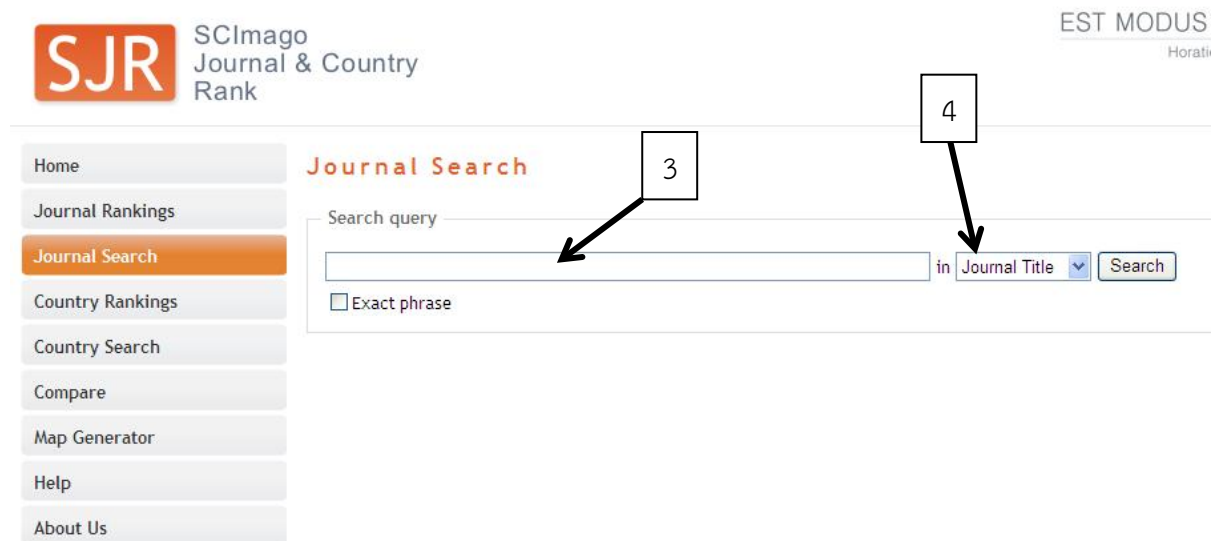 SJR
SCImago
Journal & Country
Rank
EST MODUS
Horatio
4
3
Home
Journal Rankings
Journal Search
Country Rankings
Country Search
Compare
Map Generator
Help
About Us
Journal Search
Search query
in Journal Title Search
Exact phrase